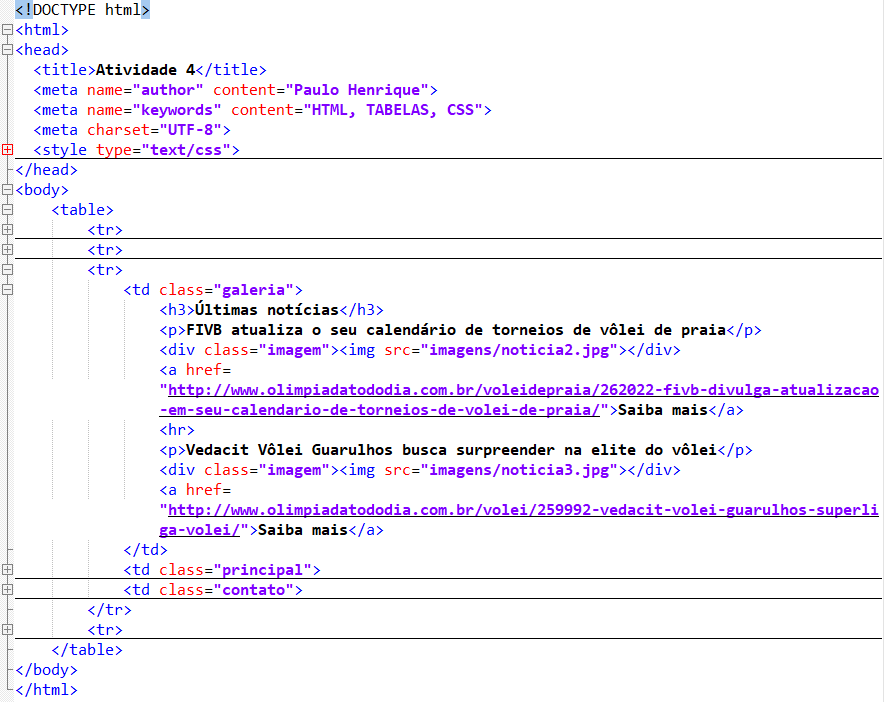 <!DOCTYPE html>
<html>
<head>
<title>Atividade 4</title>
<meta name="author" content="Paulo Henrique">
<meta name="keywords" content="HTML, TABELAS, CSS">
<meta charset="UTF-8">
<style type="text/css">
</head>
<body>
<table>
<tr>
<tr>
<tr>
<td class="galeria">
<h3>Últimas notícias</h3>
<p>FIVB atualiza o seu calendário de torneios de vôlei de praia</p>
<div class="imagem"><img src="imagens/noticia2.jpg"></div>
<a href=
"http://www.olimpiadatododia.com.br/voleidepraia/262022-fivb-divulga-atualizacao
-em-seu-calendario-de-torneios-de-volei-de-praia/">Saiba mais</a>
<hr>
<p>Vedacit Vôlei Guarulhos busca surpreender na elite do vôlei</p>
<div class="imagem"><img src="imagens/noticia3.jpg"></div>
<a href=
"http://www.olimpiadatododia.com.br/volei/259992-vedacit-volei-guarulhos-superli
ga-volei/">Saiba mais</a>
</td>
<td class="principal">
<td class="contato">
</tr>
<tr>
</table>
</body>
</html>